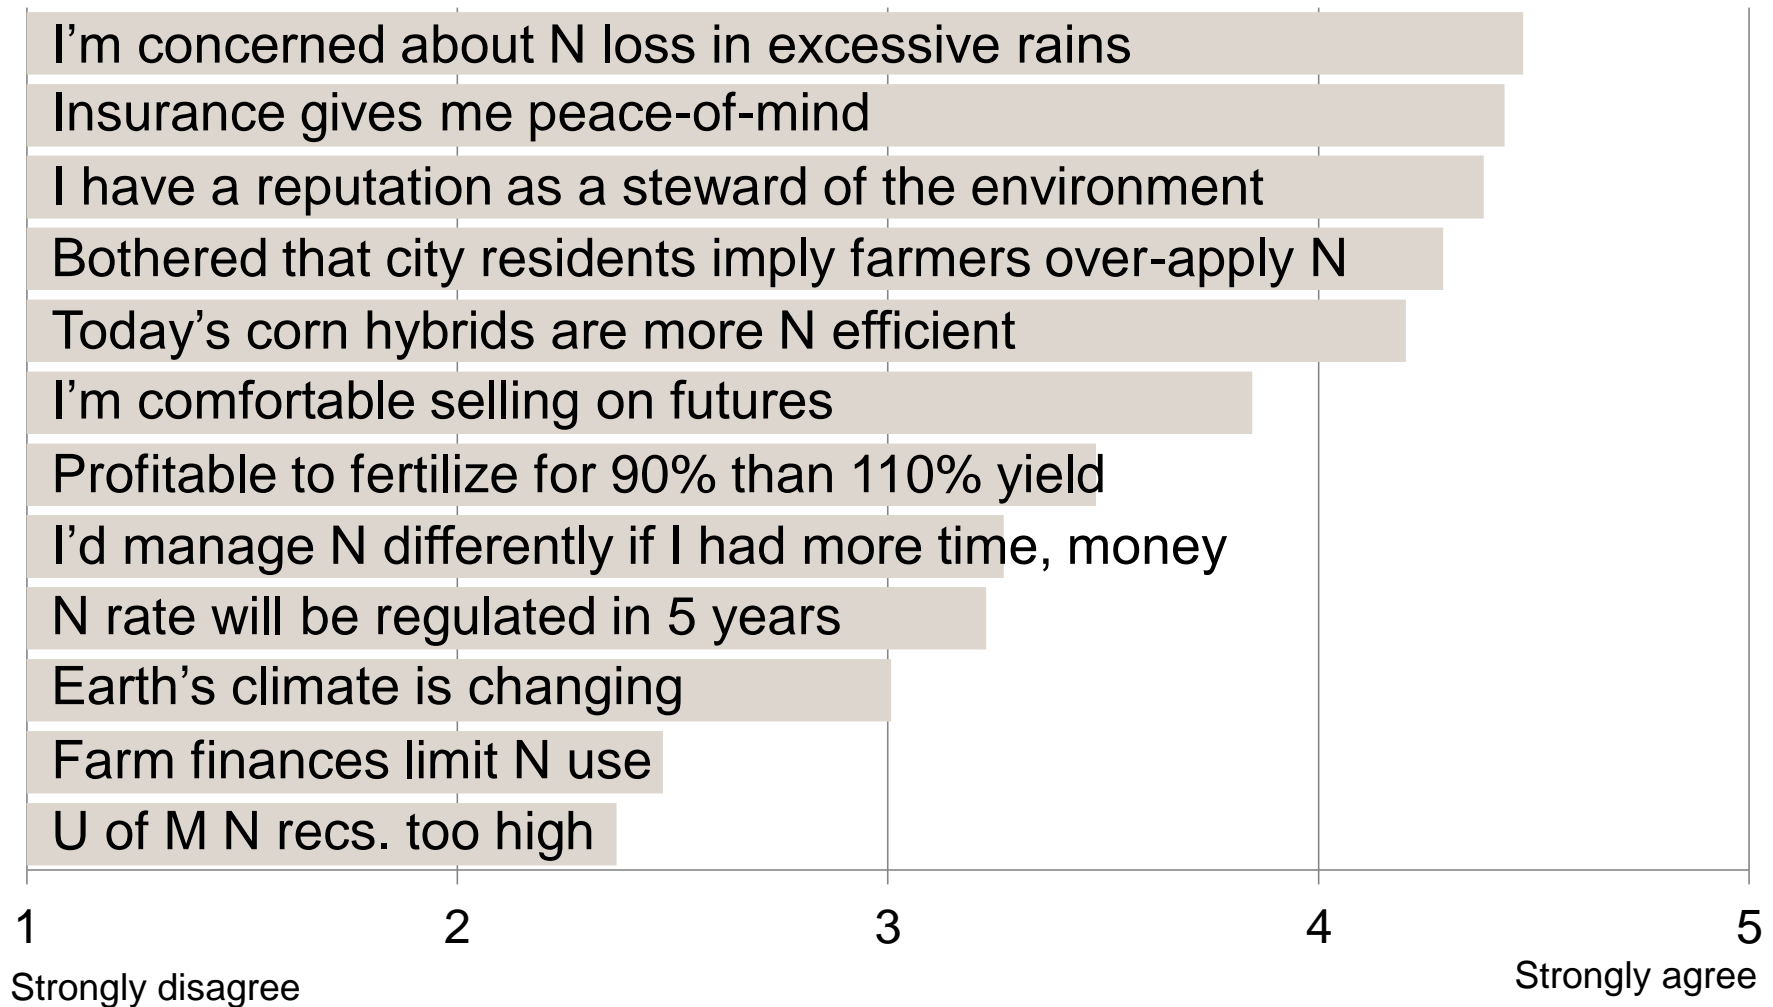 I’m concerned about N loss in excessive rains
Insurance gives me peace-of-mind
I have a reputation as a steward of the environment
Bothered that city residents imply farmers over-apply N
Today’s corn hybrids are more N efficient
I’m comfortable selling on futures
Profitable to fertilize for 90% than 110% yield
I’d manage N differently if I had more time, money
N rate will be regulated in 5 years
Earth’s climate is changing
Farm finances limit N use
U of M N recs. too high
1 2 3 4 5
Strongly disagree Strongly agree